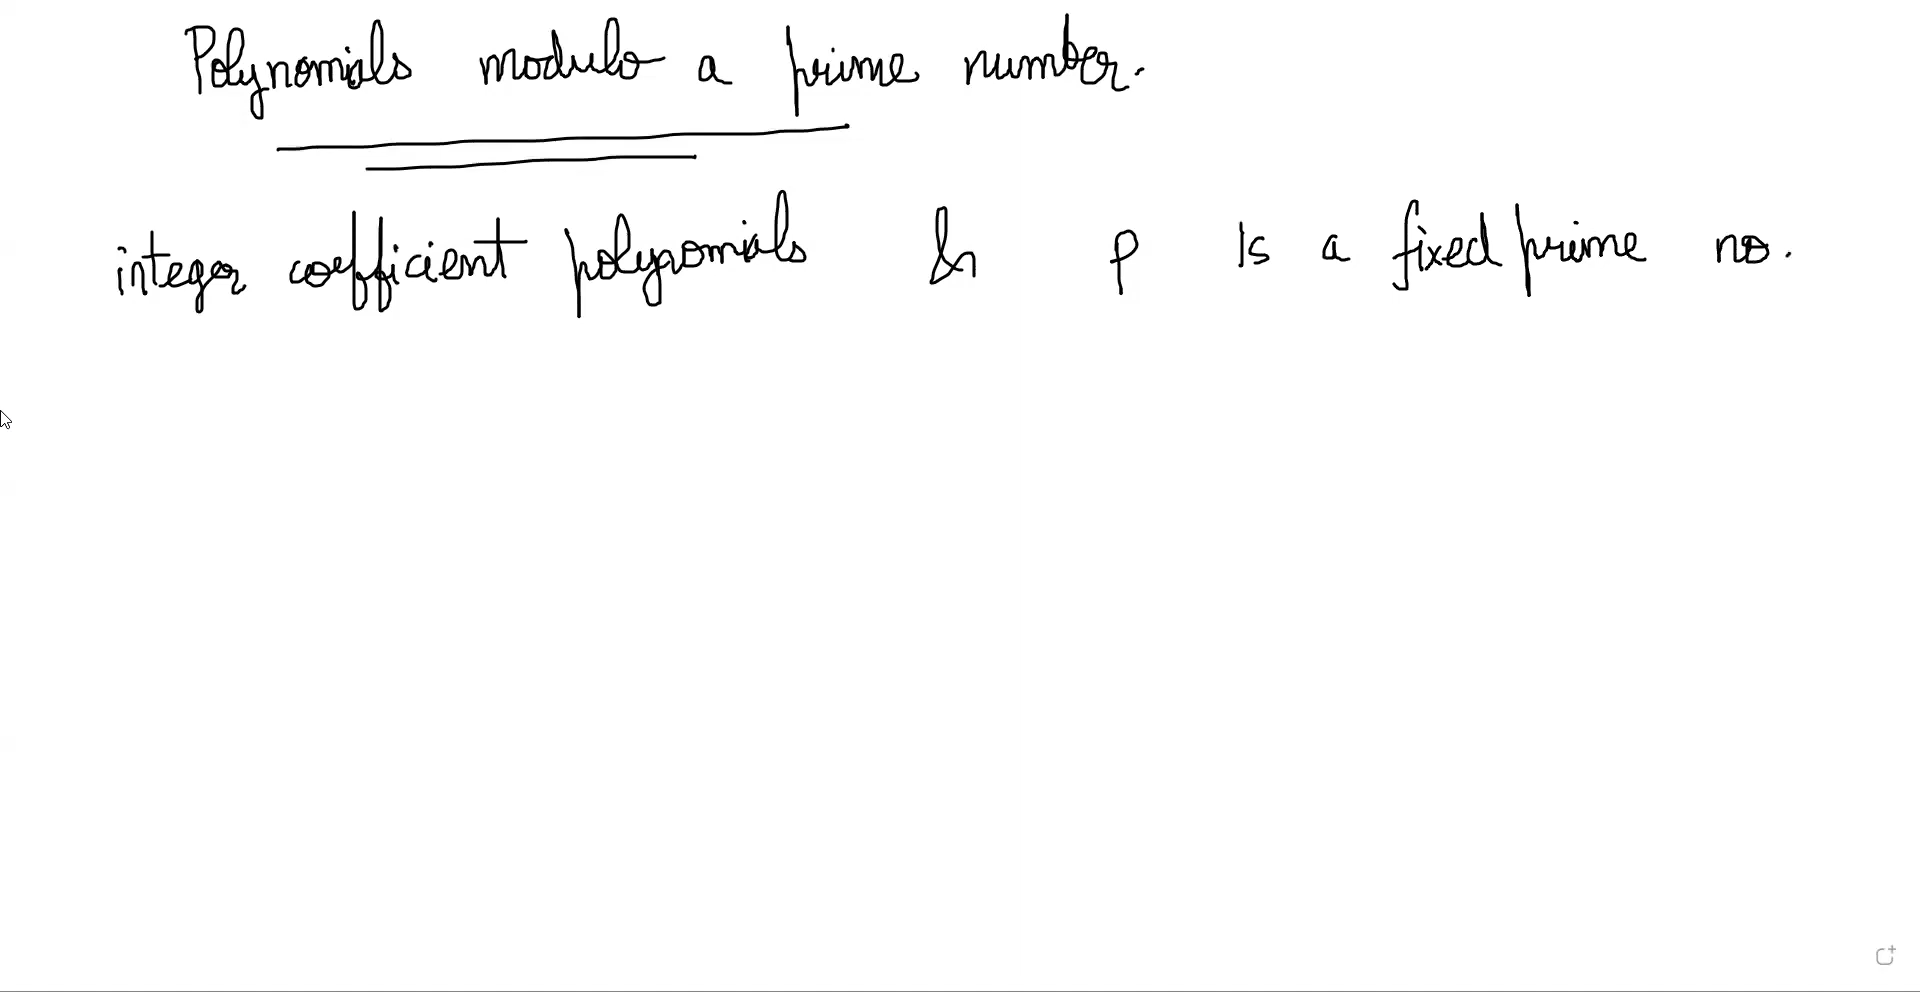 Polynomials modulo a prime number.
integer coefficient polynomials & p is a fixed prime no.